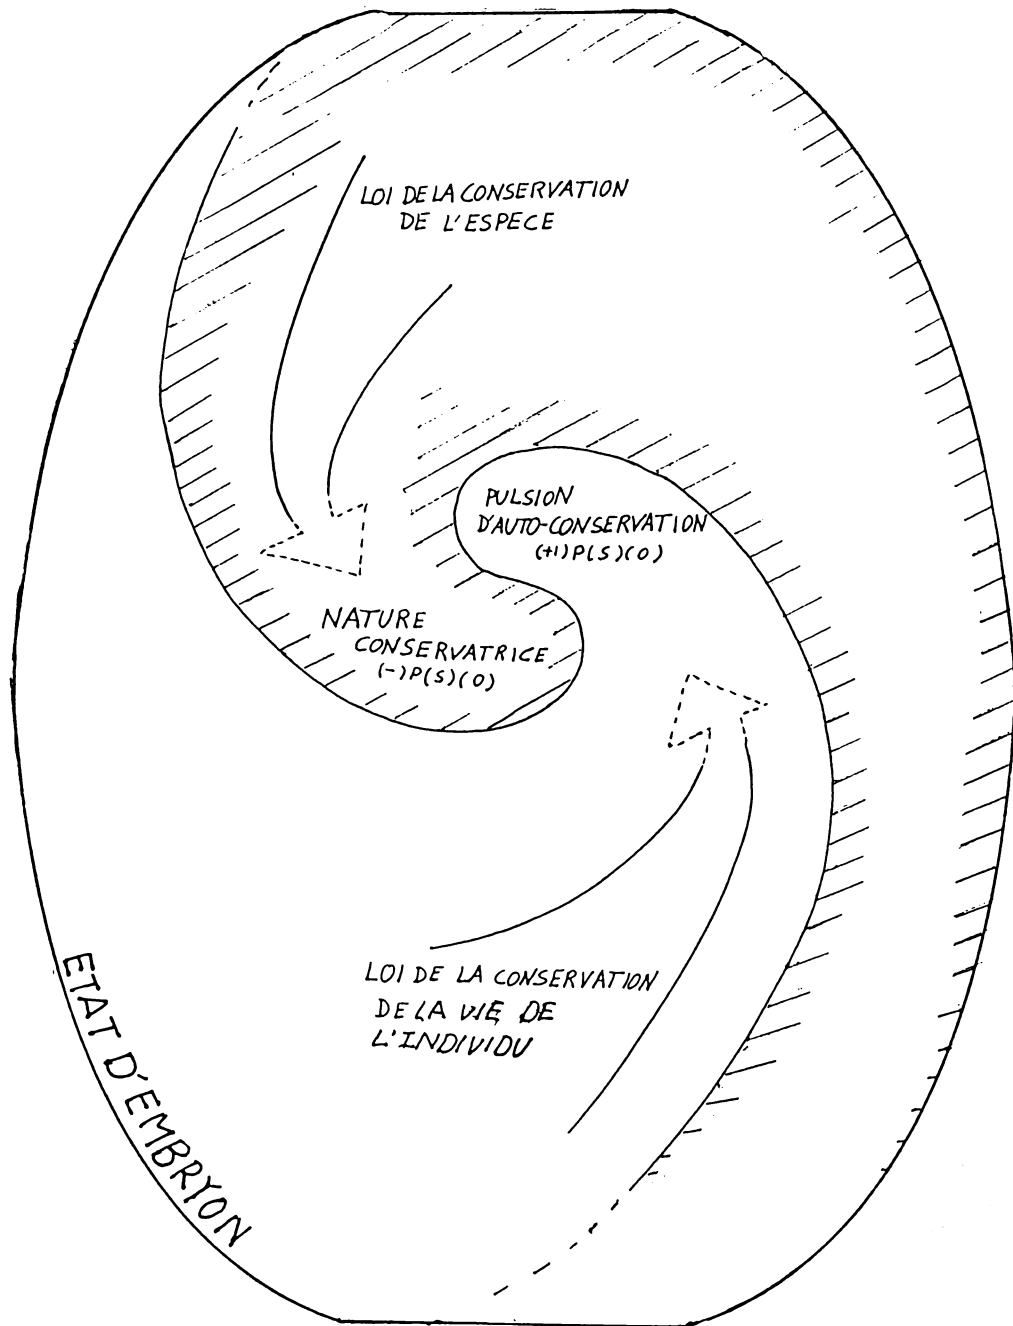 LOI DE LA CONSERVATION
DE L'ESPECE
PULSION
D'AUTO-CONSERVATION
(+1)P(S)(O)
NATURE
CONSERVATRICE
(-)P(S)(O)
LOI DE LA CONSERVATION
DE LA VIE DE
L'INDIVIDU
ETAT D'EMBRYON